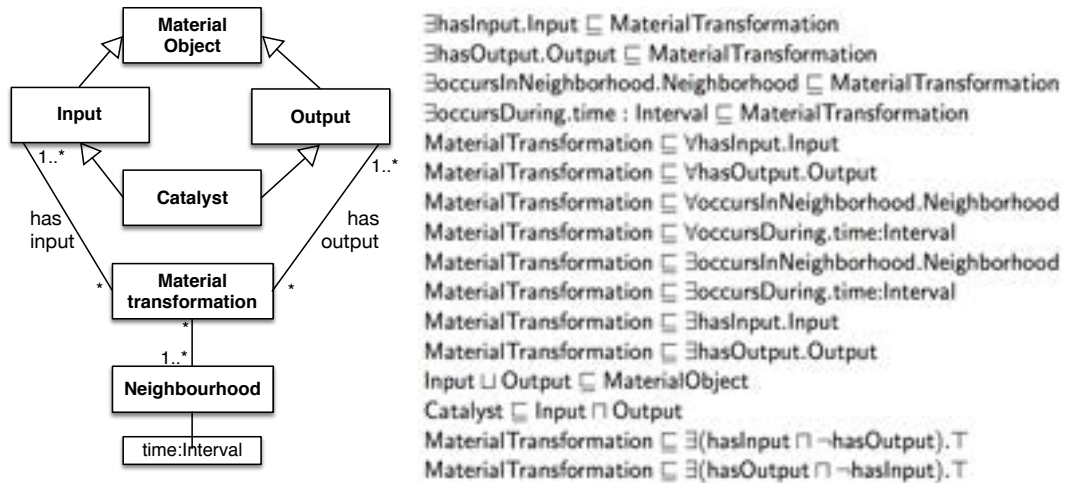 Material
Object
Input
Output
1..*
1..*
Catalyst
has
input
has
output
Material
transformation
*
*
*
1..*
Neighbourhood
time:Interval
∃hasInput.Input ⊑ MaterialTransformation
∃hasOutput.Output ⊑ MaterialTransformation
∃occursInNeighborhood.Neighborhood ⊑ MaterialTransformation
∃occursDuring.time : Interval ⊑ MaterialTransformation
MaterialTransformation ⊑ ∀hasInput.Input
MaterialTransformation ⊑ ∀hasOutput.Output
MaterialTransformation ⊑ ∀occursInNeighborhood.Neighborhood
MaterialTransformation ⊑ ∀occursDuring.time:Interval
MaterialTransformation ⊑ ∃occursInNeighborhood.Neighborhood
MaterialTransformation ⊑ ∃occursDuring.time:Interval
MaterialTransformation ⊑ ∃hasInput.Input
MaterialTransformation ⊑ ∃hasOutput.Output
Input ⊔ Output ⊑ MaterialObject
Catalyst ⊑ Input ⊓ Output
MaterialTransformation ⊑ ∃(hasInput ⊓ ¬hasOutput).⊤
MaterialTransformation ⊑ ∃(hasOutput ⊓ ¬hasInput).⊤